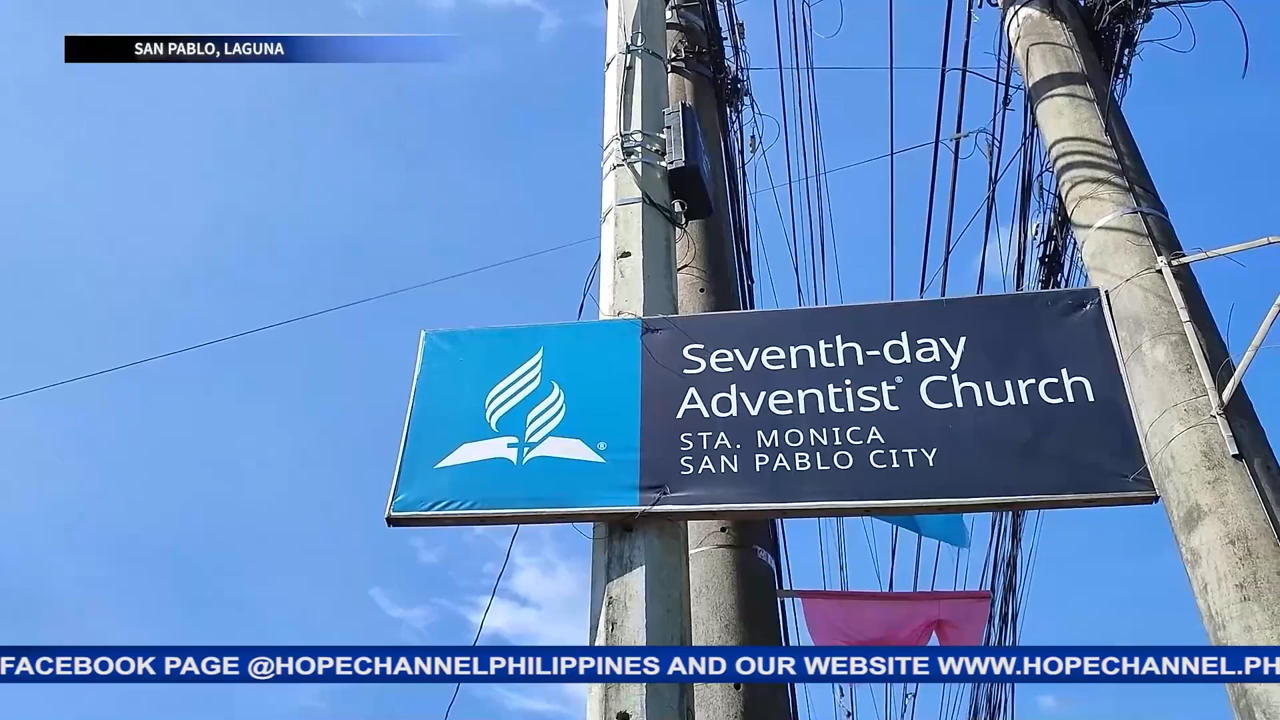 SAN PABLO, LAGUNA
Seventh-day
Adventist® Church
STA. MONICA
SAN PABLO CITY
®
FACEBOOK PAGE @HOPECHANNELPHILIPPINES AND OUR WEBSITE WWW.HOPECHANNEL.PH